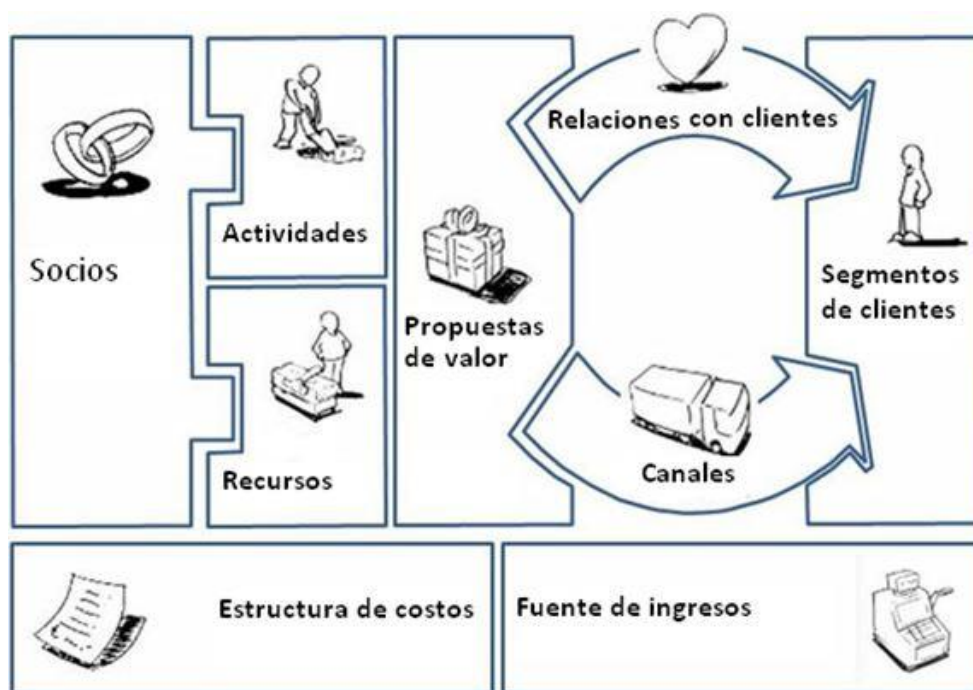 Relaciones con clientes
Actividades
Socios
Segmentos
de clientes
Propuestas
de valor
Canales
Recursos
Estructura de costos
Fuente de ingresos